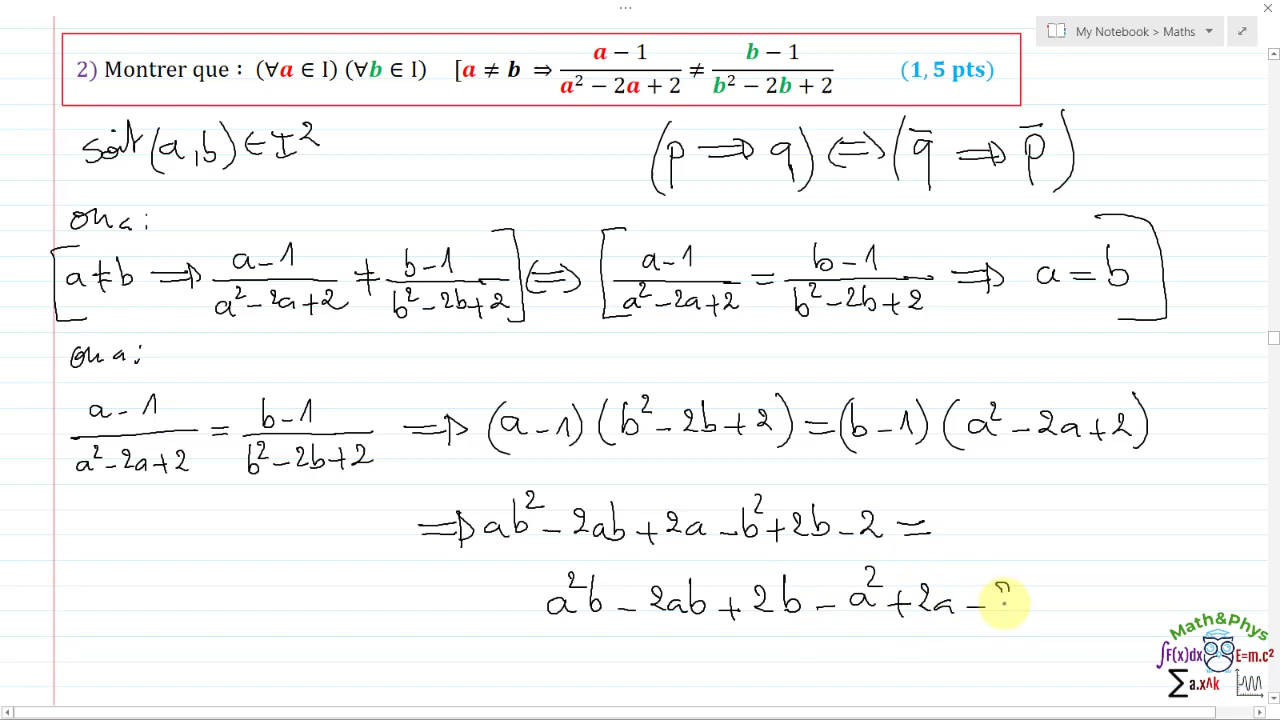 My Notebook > Maths
2) Montrer que : (∀a ∈ I) (∀b ∈ I) [a ≠ b ⇒ (a − 1)/(a² − 2a + 2) ≠ (b − 1)/(b² − 2b + 2) (1,5 pts)
soit (a,b) ∈ I² (p ⟹ q) ⟺ (q̄ ⟹ p̄)
on a :
[a ≠ b ⟹ (a − 1)/(a² − 2a + 2) ≠ (b − 1)/(b² − 2b + 2)] ⟺ [(a − 1)/(a² − 2a + 2) = (b − 1)/(b² − 2b + 2) ⟹ a = b]
on a :
(a − 1)/(a² − 2a + 2) = (b − 1)/(b² − 2b + 2) ⟹ (a − 1)(b² − 2b + 2) = (b − 1)(a² − 2a + 2)
⟹ ab² − 2ab + 2a − b² + 2b − 2 =
a²b − 2ab + 2b − a² + 2a −
Math&Phys
∫F(x)dx E=m.c²
∑ a.x∧k